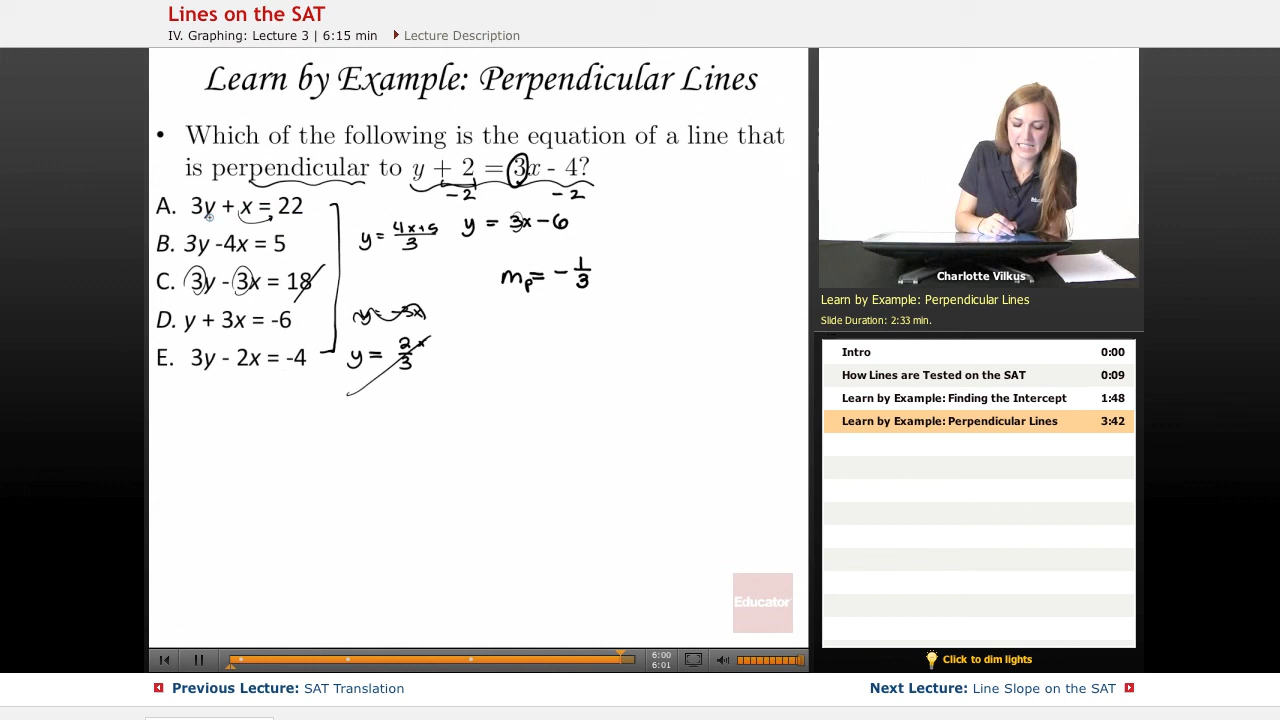 Lines on the SAT
IV. Graphing: Lecture 3 | 6:15 min
Lecture Description
Learn by Example: Perpendicular Lines
• Which of the following is the equation of a line that
is perpendicular to y + 2 = 3x - 4?
-2 -2
A. 3y + x = 22
B. 3y -4x = 5
C. 3y - 3x = 18
D. y + 3x = -6
E. 3y - 2x = -4
y = 4x+5/3
y = 3x-6
mp = -1/3
y = -3x
y = 2/3 x
Educator
6:00
6:01
Charlotte Vilkus
Learn by Example: Perpendicular Lines
Slide Duration: 2:33 min.
Intro 0:00
How Lines are Tested on the SAT 0:09
Learn by Example: Finding the Intercept 1:48
Learn by Example: Perpendicular Lines 3:42
Click to dim lights
Previous Lecture: SAT Translation
Next Lecture: Line Slope on the SAT